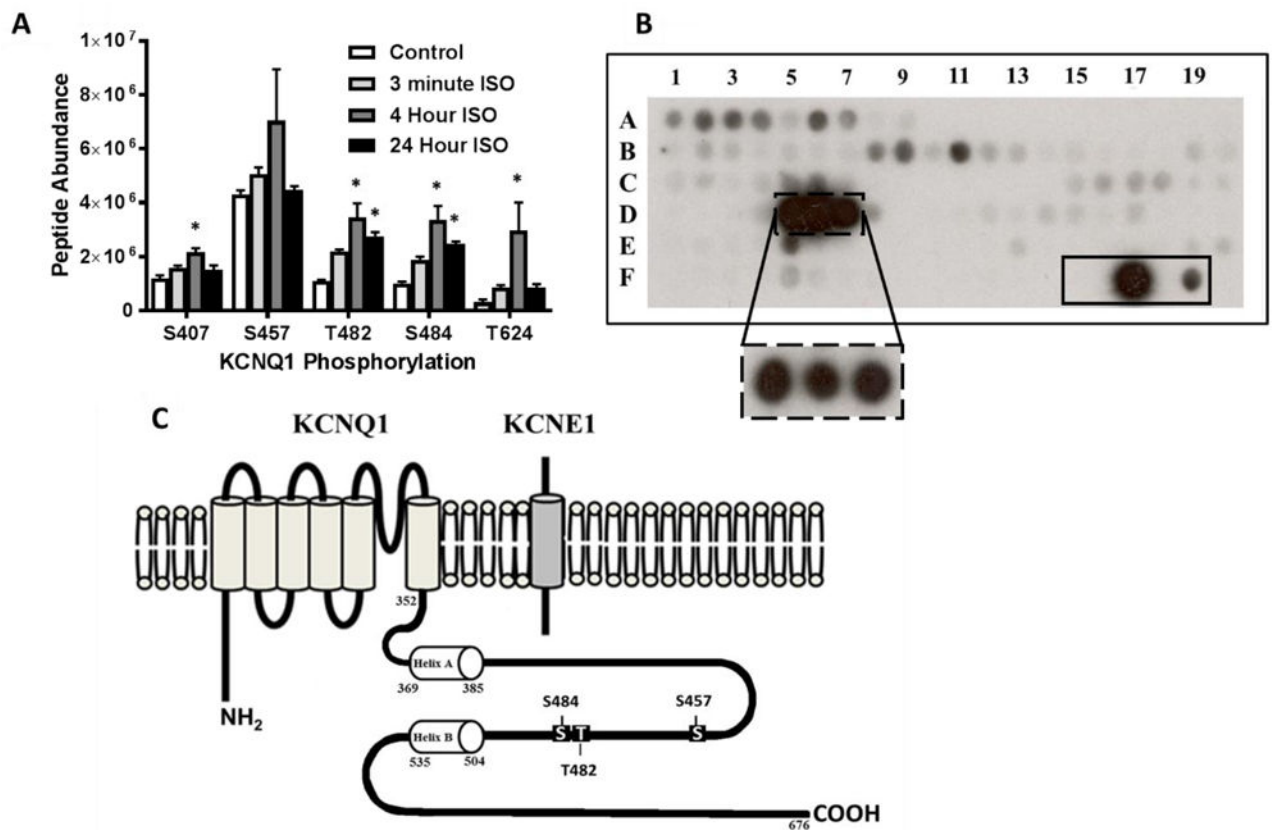 A
Peptide Abundance
1×10⁷
8×10⁶
6×10⁶
4×10⁶
2×10⁶
0
Control
3 minute ISO
4 Hour ISO
24 Hour ISO
*
* *
* *
*
S407 S457 T482 S484 T624
KCNQ1 Phosphorylation
B
1 3 5 7 9 11 13 15 17 19
A
B
C
D
E
F
C
KCNQ1 KCNE1
352
Helix A
369 385
NH₂
S484 S457
S T S
T482
Helix B
535 504
COOH
676